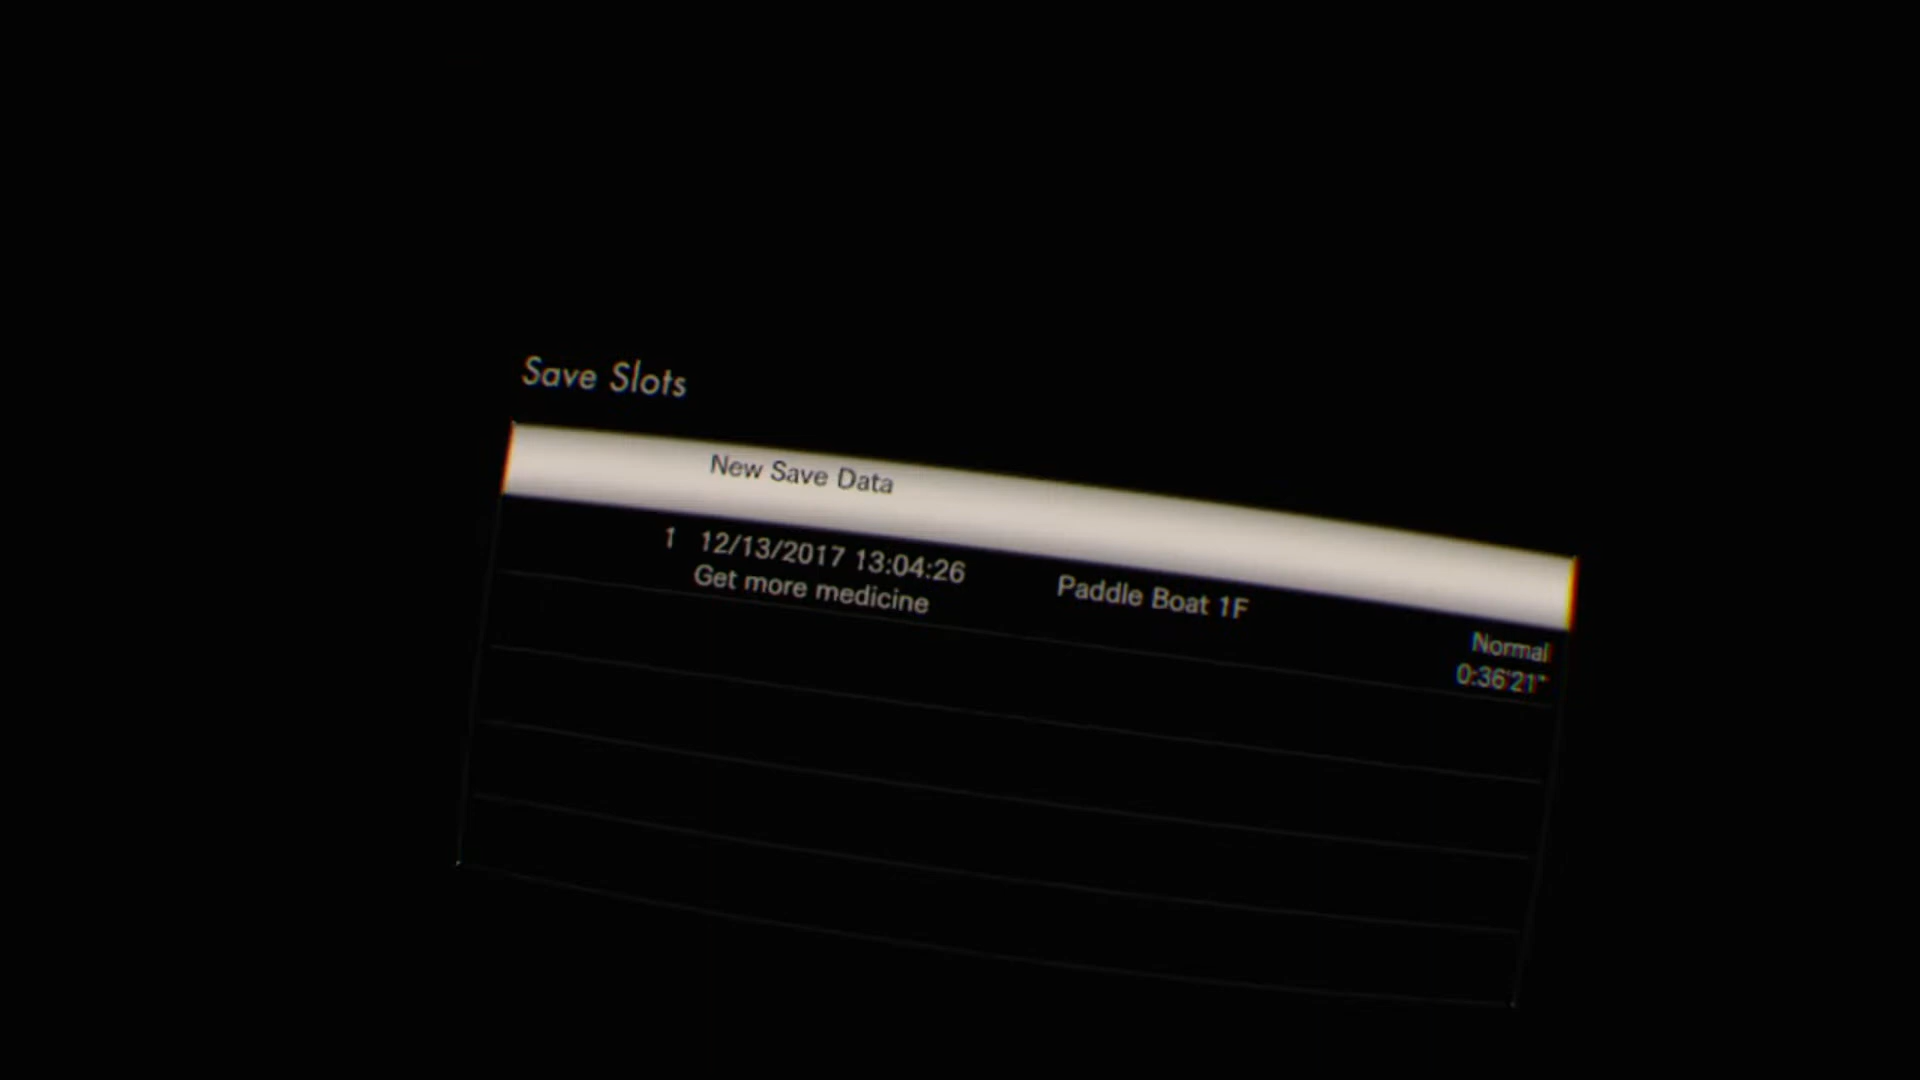 Save Slots
New Save Data
1 12/13/2017 13:04:26 Paddle Boat 1F Normal
Get more medicine 0:36'21"